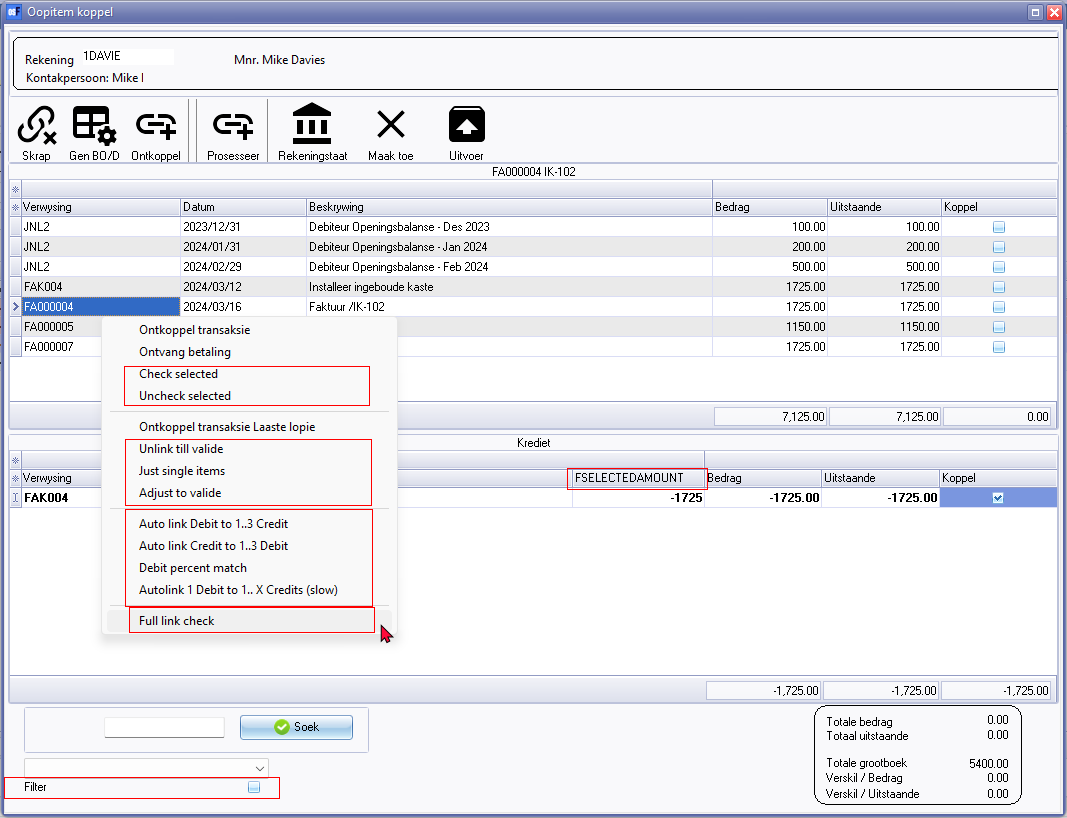 Oopitem koppel
Rekening 1DAVIE Mnr. Mike Davies
Kontakpersoon: Mike l
Skrap Gen BO/D Ontkoppel Prosesseer Rekeningstaat Maak toe Uitvoer
FA000004 IK-102
Verwysing Datum Beskrywing Bedrag Uitstaande Koppel
JNL2 2023/12/31 Debiteur Openingsbalanse - Des 2023 100.00 100.00
JNL2 2024/01/31 Debiteur Openingsbalanse - Jan 2024 200.00 200.00
JNL2 2024/02/29 Debiteur Openingsbalanse - Feb 2024 500.00 500.00
FAK004 2024/03/12 Installeer ingeboude kaste 1725.00 1725.00
FA000004 2024/03/16 Faktuur /IK-102 1725.00 1725.00
FA000005 1150.00 1150.00
FA000007 1725.00 1725.00
7,125.00 7,125.00 0.00
Ontkoppel transaksie
Ontvang betaling
Check selected
Uncheck selected
Ontkoppel transaksie Laaste lopie
Unlink till valide
Just single items
Adjust to valide
Auto link Debit to 1..3 Credit
Auto link Credit to 1..3 Debit
Debit percent match
Autolink 1 Debit to 1.. X Credits (slow)
Full link check
Krediet
Verwysing FSELECTEDAMOUNT Bedrag Uitstaande Koppel
FAK004 -1725 -1725.00 -1725.00
-1,725.00 -1,725.00 -1,725.00
Soek
Filter
Totale bedrag 0.00
Totaal uitstaande 0.00
Totale grootboek 5400.00
Verskil / Bedrag 0.00
Verskil / Uitstaande 0.00